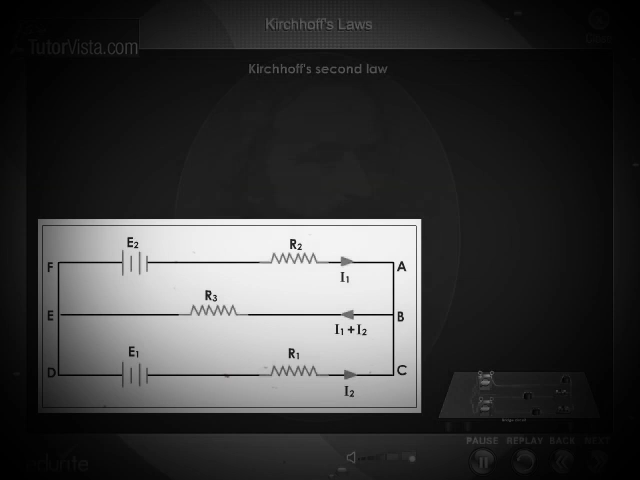 Kirchhoff's Laws
TutorVista.com
Kirchhoff's second law
E2
R2
F
A
I1
R3
E
B
I1 + I2
E1
R1
D
C
I2
PAUSE REPLAY BACK NEXT
edurite